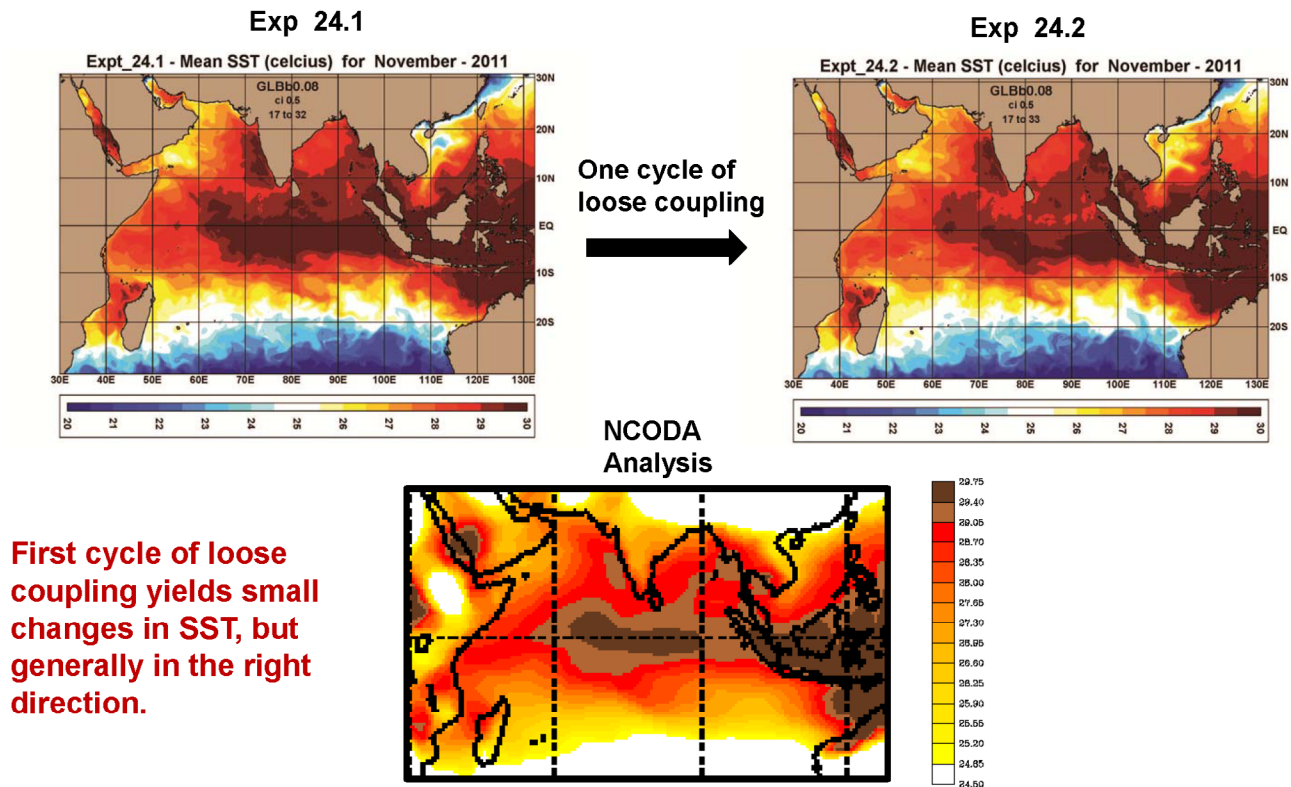 Exp 24.1
Exp 24.2
Expt_24.1 - Mean SST (celcius) for November - 2011
GLBb0.08
ci 0.5
17 to 32
30N
20N
10N
EQ
10S
20S
30E 40E 50E 60E 70E 80E 90E 100E 110E 120E 130E
20 21 22 23 24 25 26 27 28 29 30
One cycle of
loose coupling
Expt_24.2 - Mean SST (celcius) for November - 2011
GLBb0.08
ci 0.5
17 to 33
30N
20N
10N
EQ
10S
20S
30E 40E 50E 60E 70E 80E 90E 100E 110E 120E 130E
20 21 22 23 24 25 26 27 28 29 30
NCODA
Analysis
First cycle of loose
coupling yields small
changes in SST, but
generally in the right
direction.
29.75
29.40
29.05
28.70
28.35
28.00
27.65
27.30
26.95
26.60
26.25
25.90
25.55
25.20
24.85
24.50